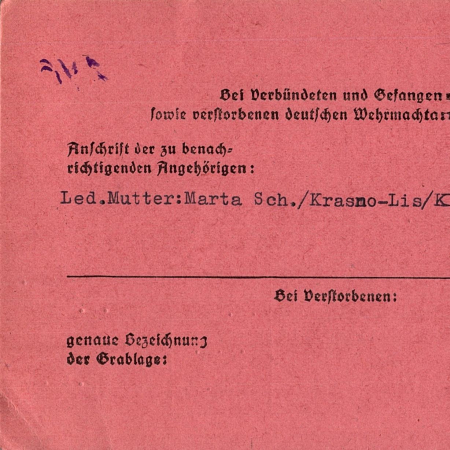 Bei Verbündeten und Gefangen-
sowie verstorbenen deutschen Wehrmachta
Anschrift der zu benach-
richtigenden Angehörigen:
Led.Mutter:Marta Sch./Krasno-Lis/K
Bei Verstorbenen:
genaue Bezeichnung
der Grablage: